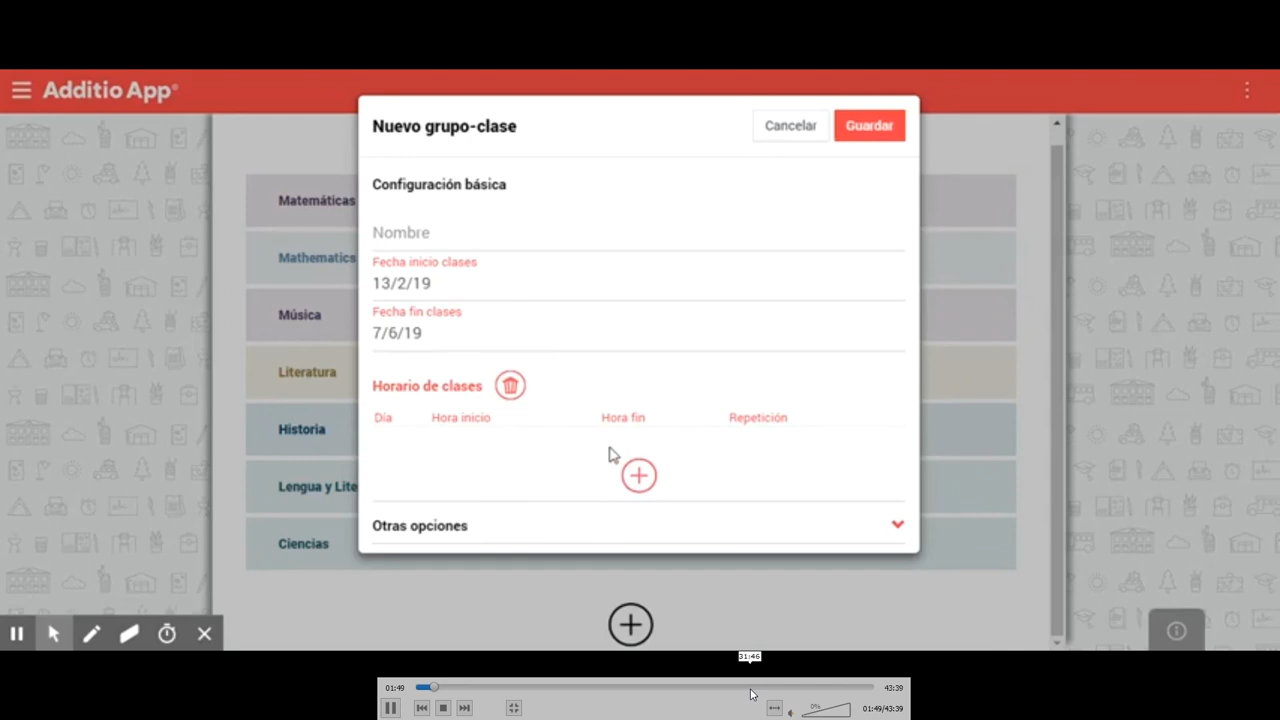 Additio App®
Nuevo grupo-clase
Cancelar
Guardar
Configuración básica
Nombre
Fecha inicio clases
13/2/19
Fecha fin clases
7/6/19
Horario de clases
Día Hora inicio Hora fin Repetición
Otras opciones
Matemáticas
Mathematics
Música
Literatura
Historia
Lengua y Lite
Ciencias
31:46
01:49
43:39
0%
01:49/43:39